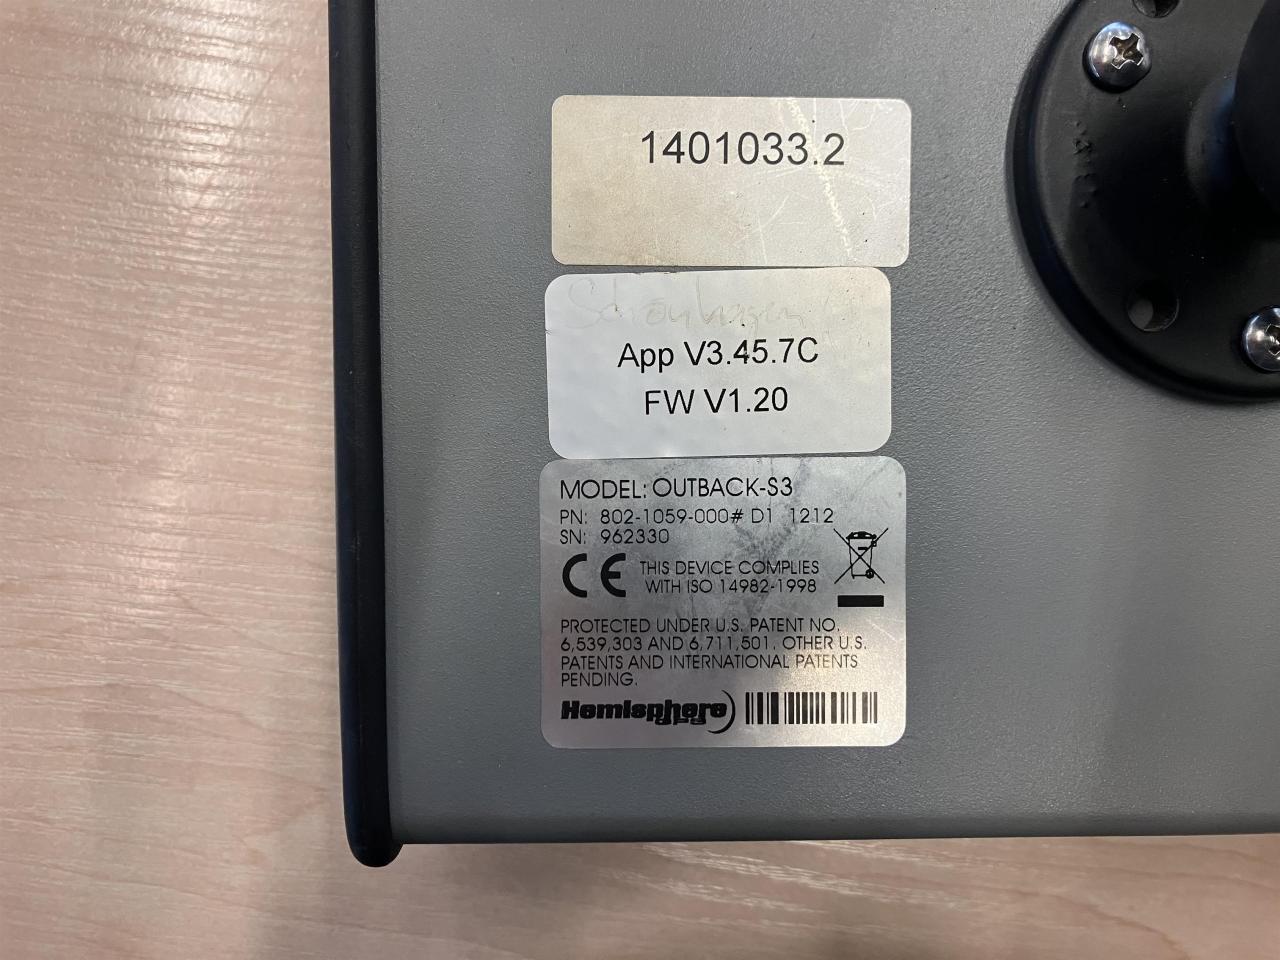 1401033.2
App V3.45.7C
FW V1.20
MODEL: OUTBACK-S3
PN: 802-1059-000# D1 1212
SN: 962330
CE THIS DEVICE COMPLIES
WITH ISO 14982-1998
PROTECTED UNDER U.S. PATENT NO.
6,539,303 AND 6,711,501. OTHER U.S.
PATENTS AND INTERNATIONAL PATENTS
PENDING.
Hemisphere
GPS